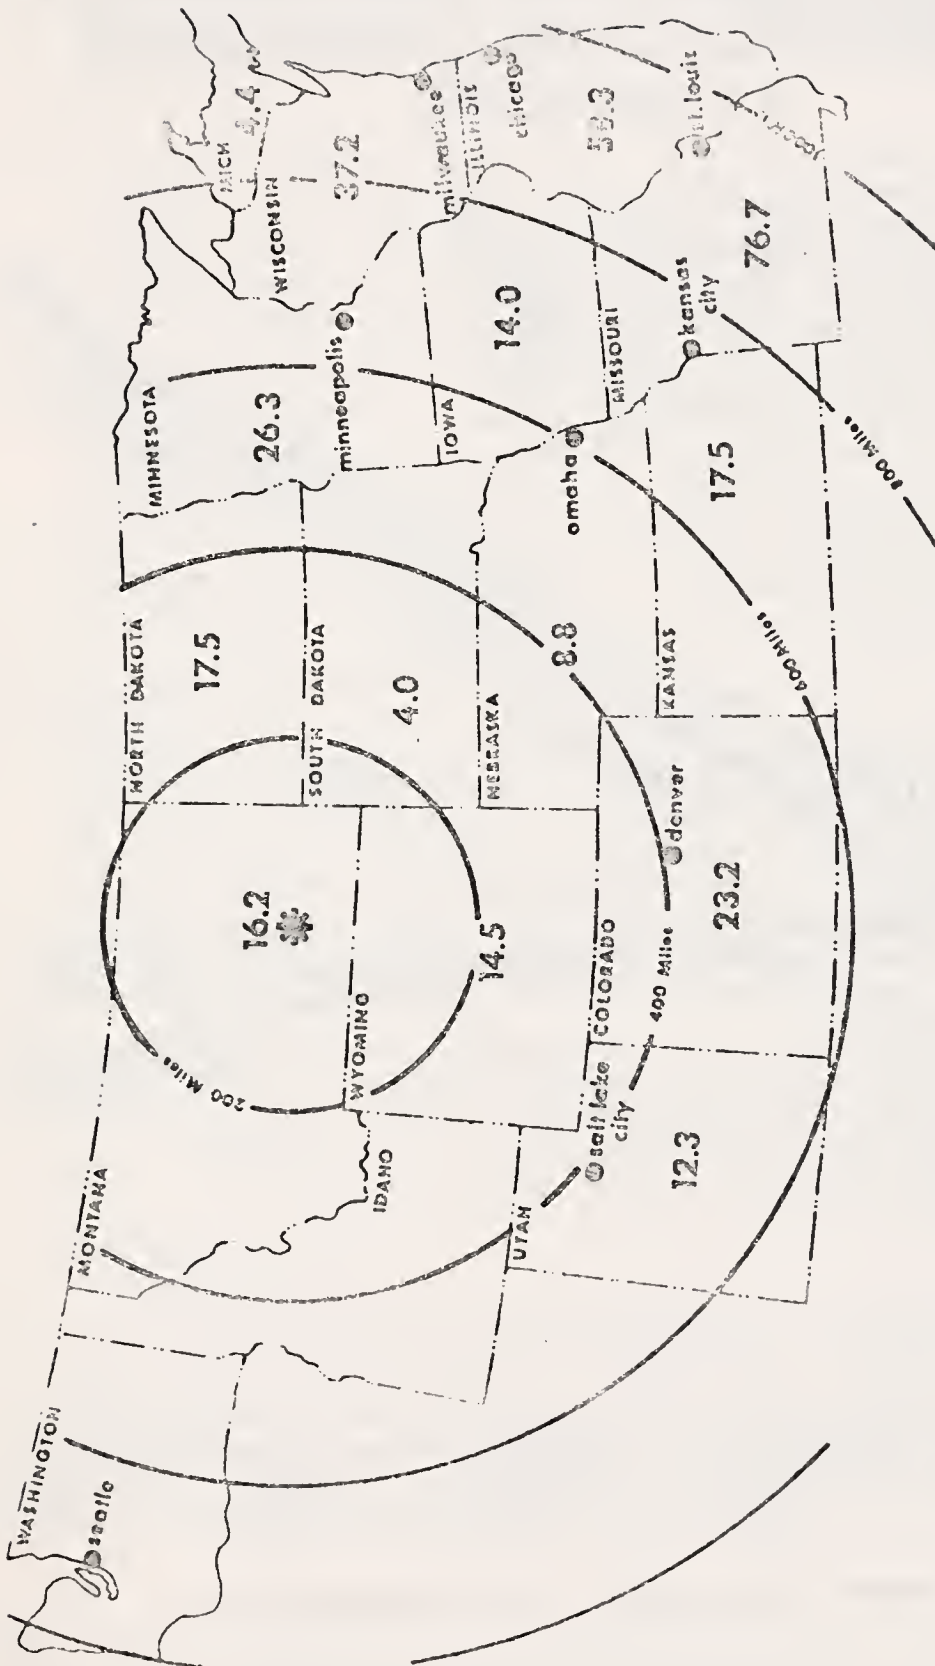 WASHINGTON
seattle
MONTANA
IDAHO
200 Miles
16.2
WYOMING
14.5
NORTH DAKOTA
17.5
SOUTH DAKOTA
4.0
NEBRASKA
8.8
MINNESOTA
26.3
minneapolis
WISCONSIN
37.2
MICH
milwaukee
ILLINOIS
chicago
IOWA
14.0
omaha
MISSOURI
kansas
city
76.7
st.louis
KANSAS
17.5
UTAH
salt lake
city
12.3
COLORADO
400 Miles
denver
23.2
600 Miles
800 Miles